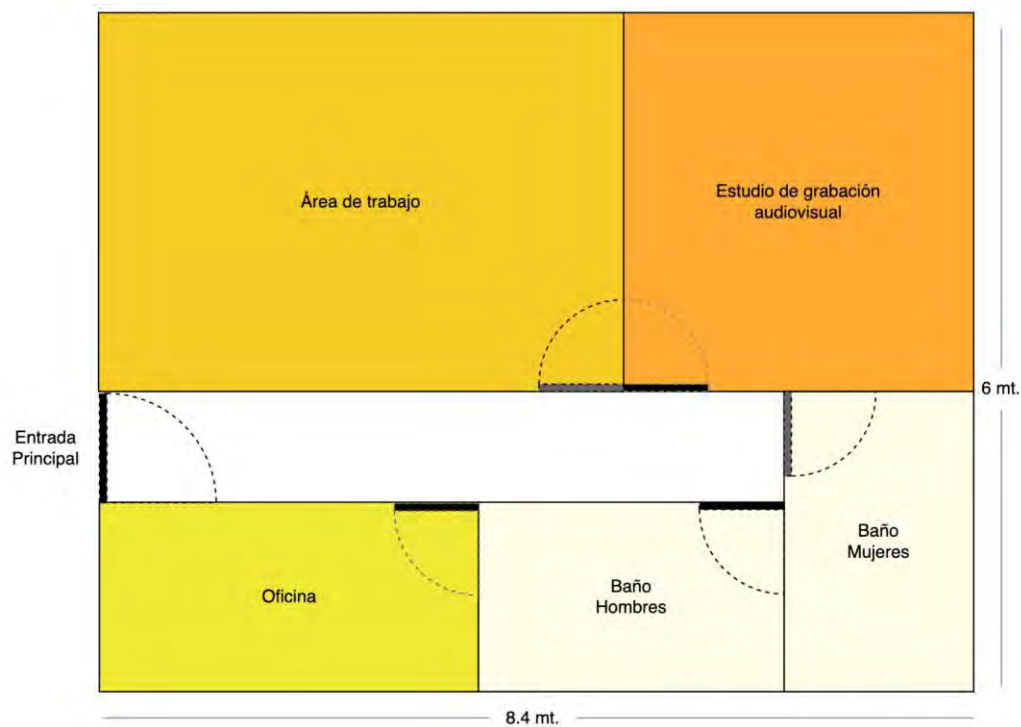 Área de trabajo
Estudio de grabación
audiovisual
6 mt.
Entrada
Principal
Oficina
Baño
Hombres
Baño
Mujeres
8.4 mt.